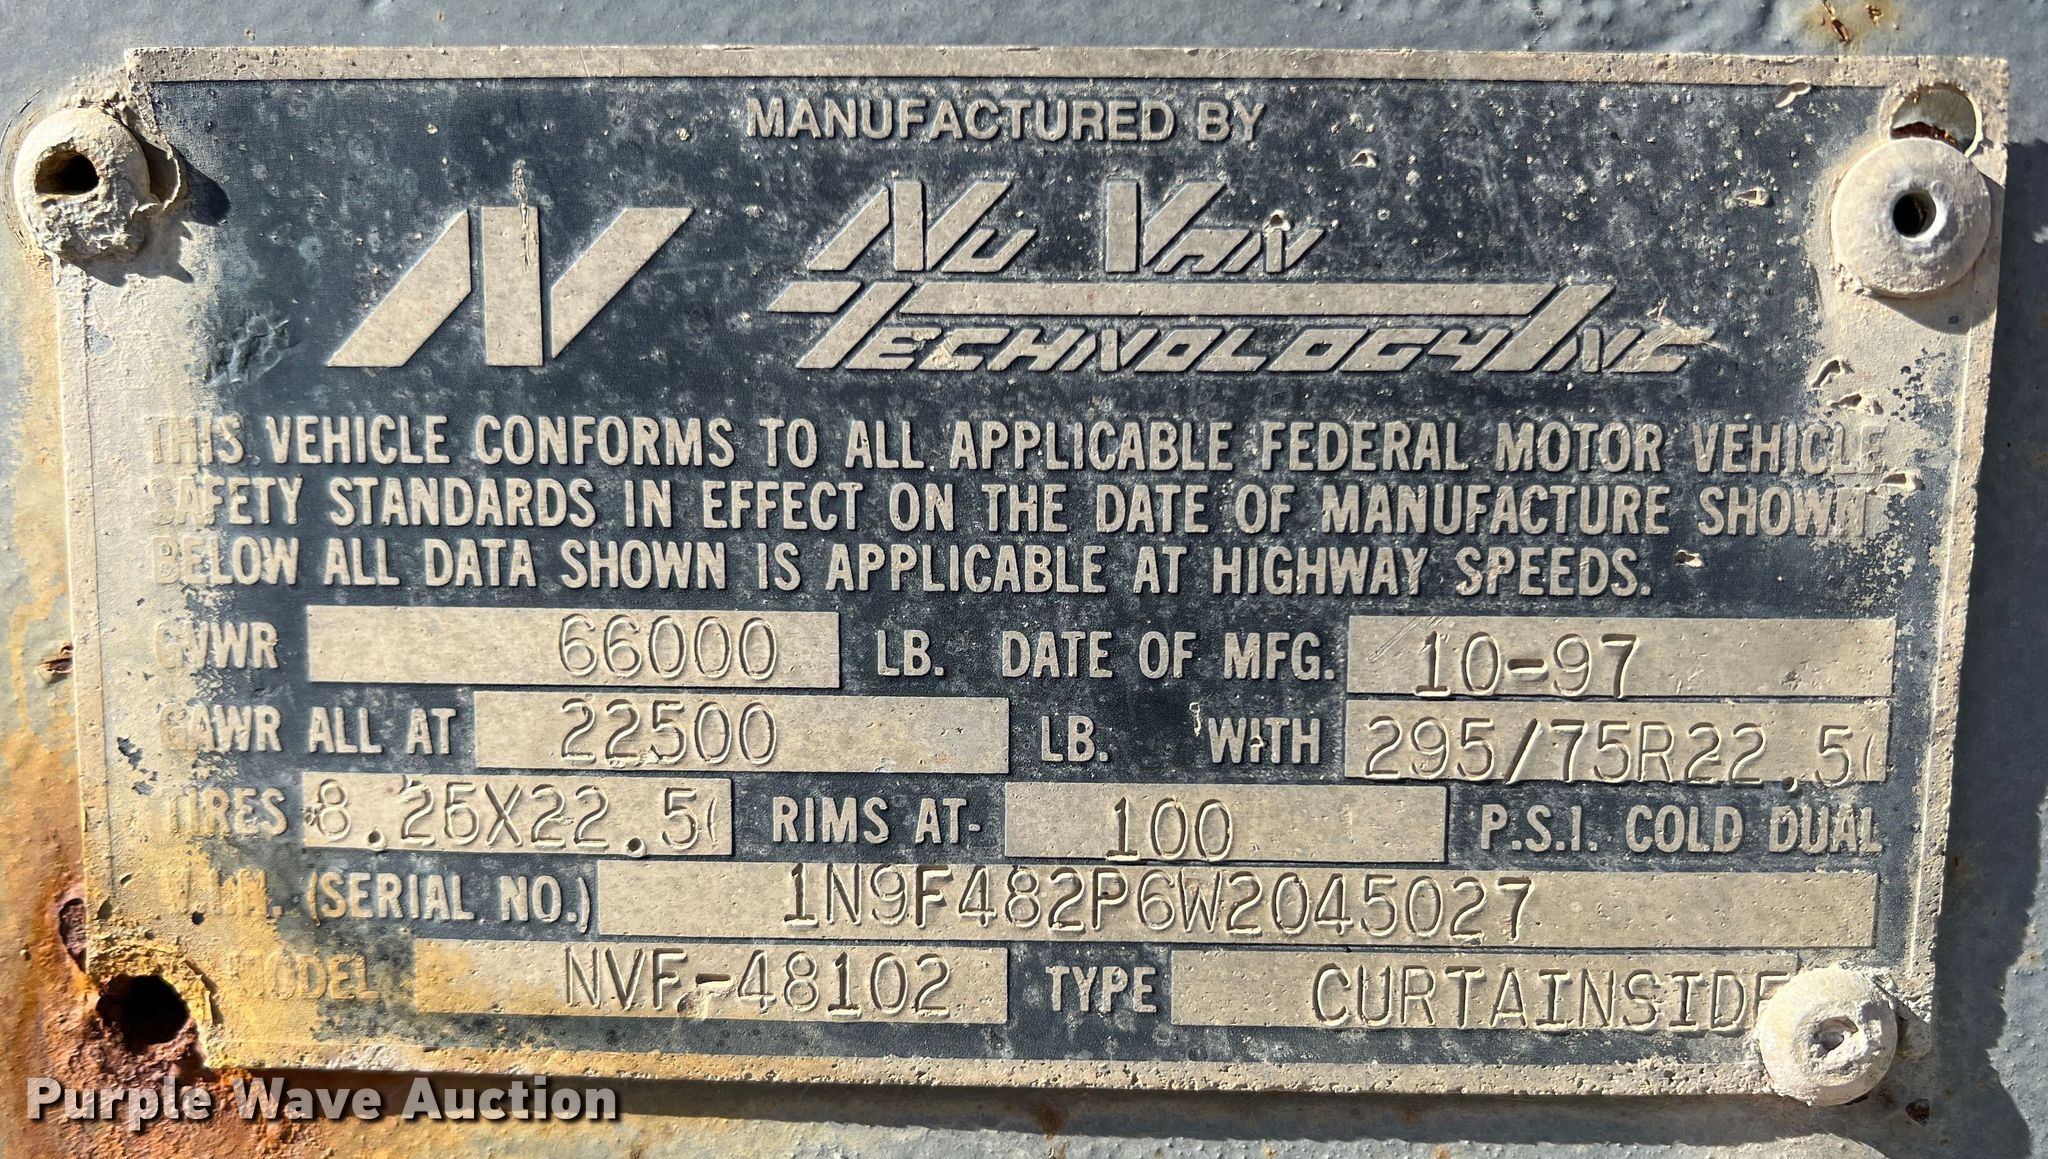 MANUFACTURED BY
N NU VAN
TECHNOLOGY INC
THIS VEHICLE CONFORMS TO ALL APPLICABLE FEDERAL MOTOR VEHICLE
SAFETY STANDARDS IN EFFECT ON THE DATE OF MANUFACTURE SHOWN
BELOW ALL DATA SHOWN IS APPLICABLE AT HIGHWAY SPEEDS.
GVWR 66000 LB. DATE OF MFG. 10-97
GAWR ALL AT 22500 LB. WITH 295/75R22.5(
TIRES 8.25X22.5( RIMS AT- 100 P.S.I. COLD DUAL
V.I.N. (SERIAL NO.) 1N9F482P6W2045027
MODEL NVF-48102 TYPE CURTAINSIDE
Purple Wave Auction